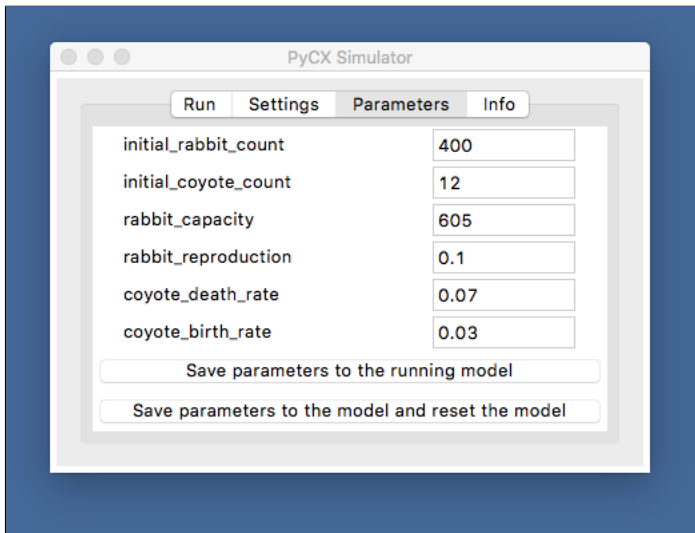 PyCX Simulator
Run Settings Parameters Info
initial_rabbit_count 400
initial_coyote_count 12
rabbit_capacity 605
rabbit_reproduction 0.1
coyote_death_rate 0.07
coyote_birth_rate 0.03
Save parameters to the running model
Save parameters to the model and reset the model